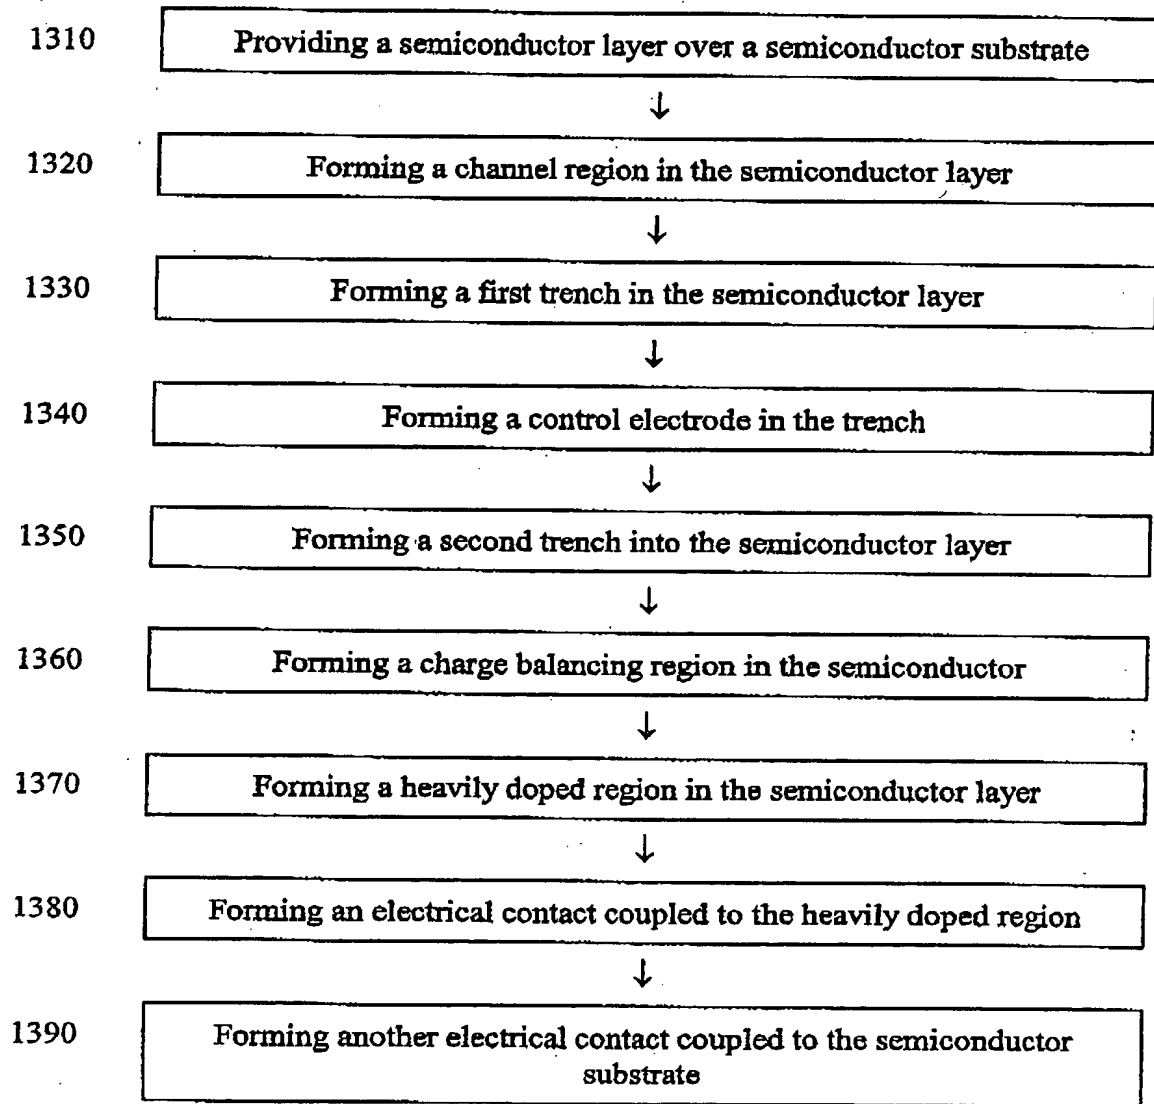 1310 Providing a semiconductor layer over a semiconductor substrate
↓
1320 Forming a channel region in the semiconductor layer
↓
1330 Forming a first trench in the semiconductor layer
↓
1340 Forming a control electrode in the trench
↓
1350 Forming a second trench into the semiconductor layer
↓
1360 Forming a charge balancing region in the semiconductor
↓
1370 Forming a heavily doped region in the semiconductor layer
↓
1380 Forming an electrical contact coupled to the heavily doped region
↓
1390 Forming another electrical contact coupled to the semiconductor
substrate